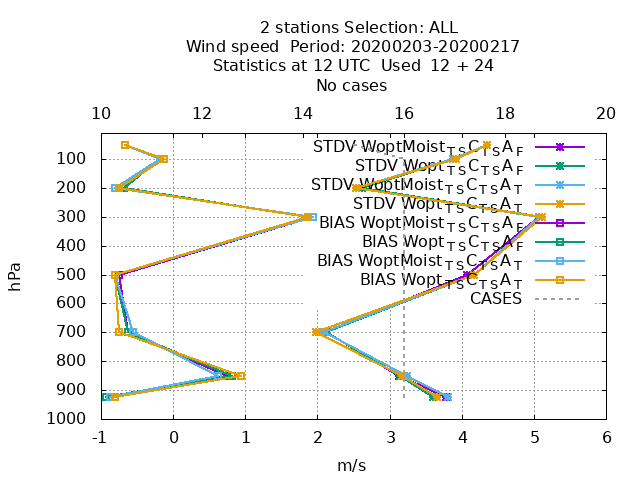 2 stations Selection: ALL
Wind speed  Period: 20200203-20200217
Statistics at 12 UTC  Used  12 + 24
No cases
10 12 14 16 18 20
STDV WoptMoist_TS C_TS A_F
STDV Wopt_TS C_TS A_F
STDV WoptMoist_TS C_TS A_T
STDV Wopt_TS C_TS A_T
BIAS WoptMoist_TS C_TS A_F
BIAS Wopt_TS C_TS A_F
BIAS WoptMoist_TS C_TS A_T
BIAS Wopt_TS C_TS A_T
CASES
hPa
100
200
300
400
500
600
700
800
900
1000
-1 0 1 2 3 4 5 6
m/s